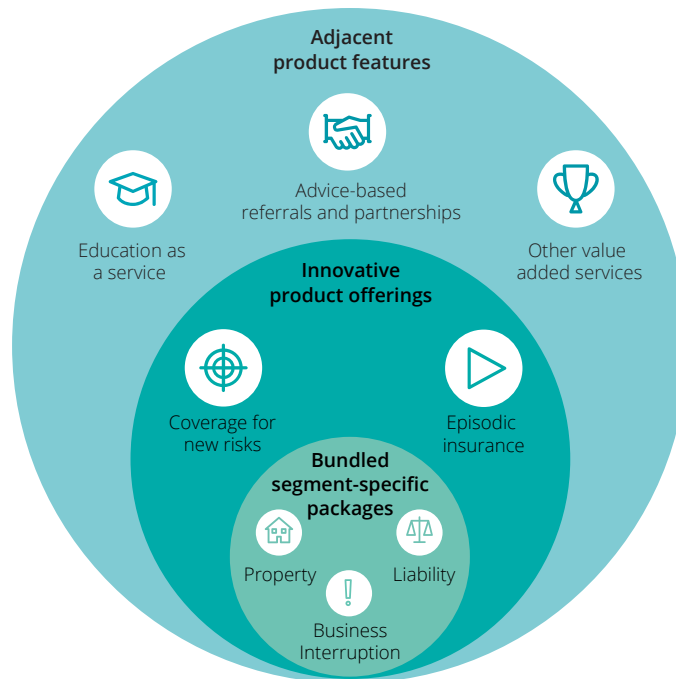 Adjacent
product features
Advice-based
referrals and partnerships
Education as
a service
Other value
added services
Innovative
product offerings
Coverage for
new risks
Episodic
insurance
Bundled
segment-specific
packages
Property
Liability
Business
Interruption